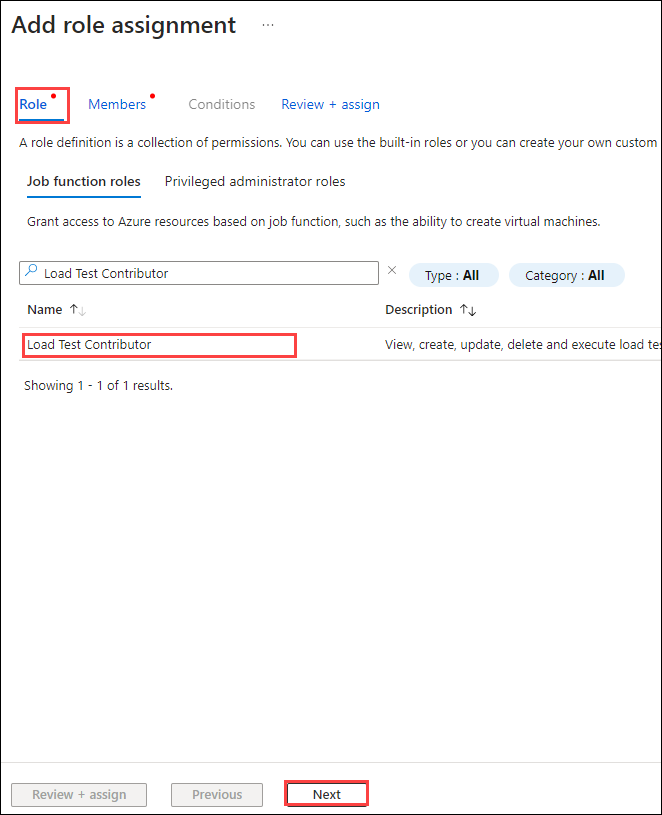 Add role assignment ...
Role Members Conditions Review + assign
A role definition is a collection of permissions. You can use the built-in roles or you can create your own custom
Job function roles Privileged administrator roles
Grant access to Azure resources based on job function, such as the ability to create virtual machines.
Load Test Contributor Type : All Category : All
Name ↑↓ Description ↑↓
Load Test Contributor View, create, update, delete and execute load tes
Showing 1 - 1 of 1 results.
Review + assign Previous Next